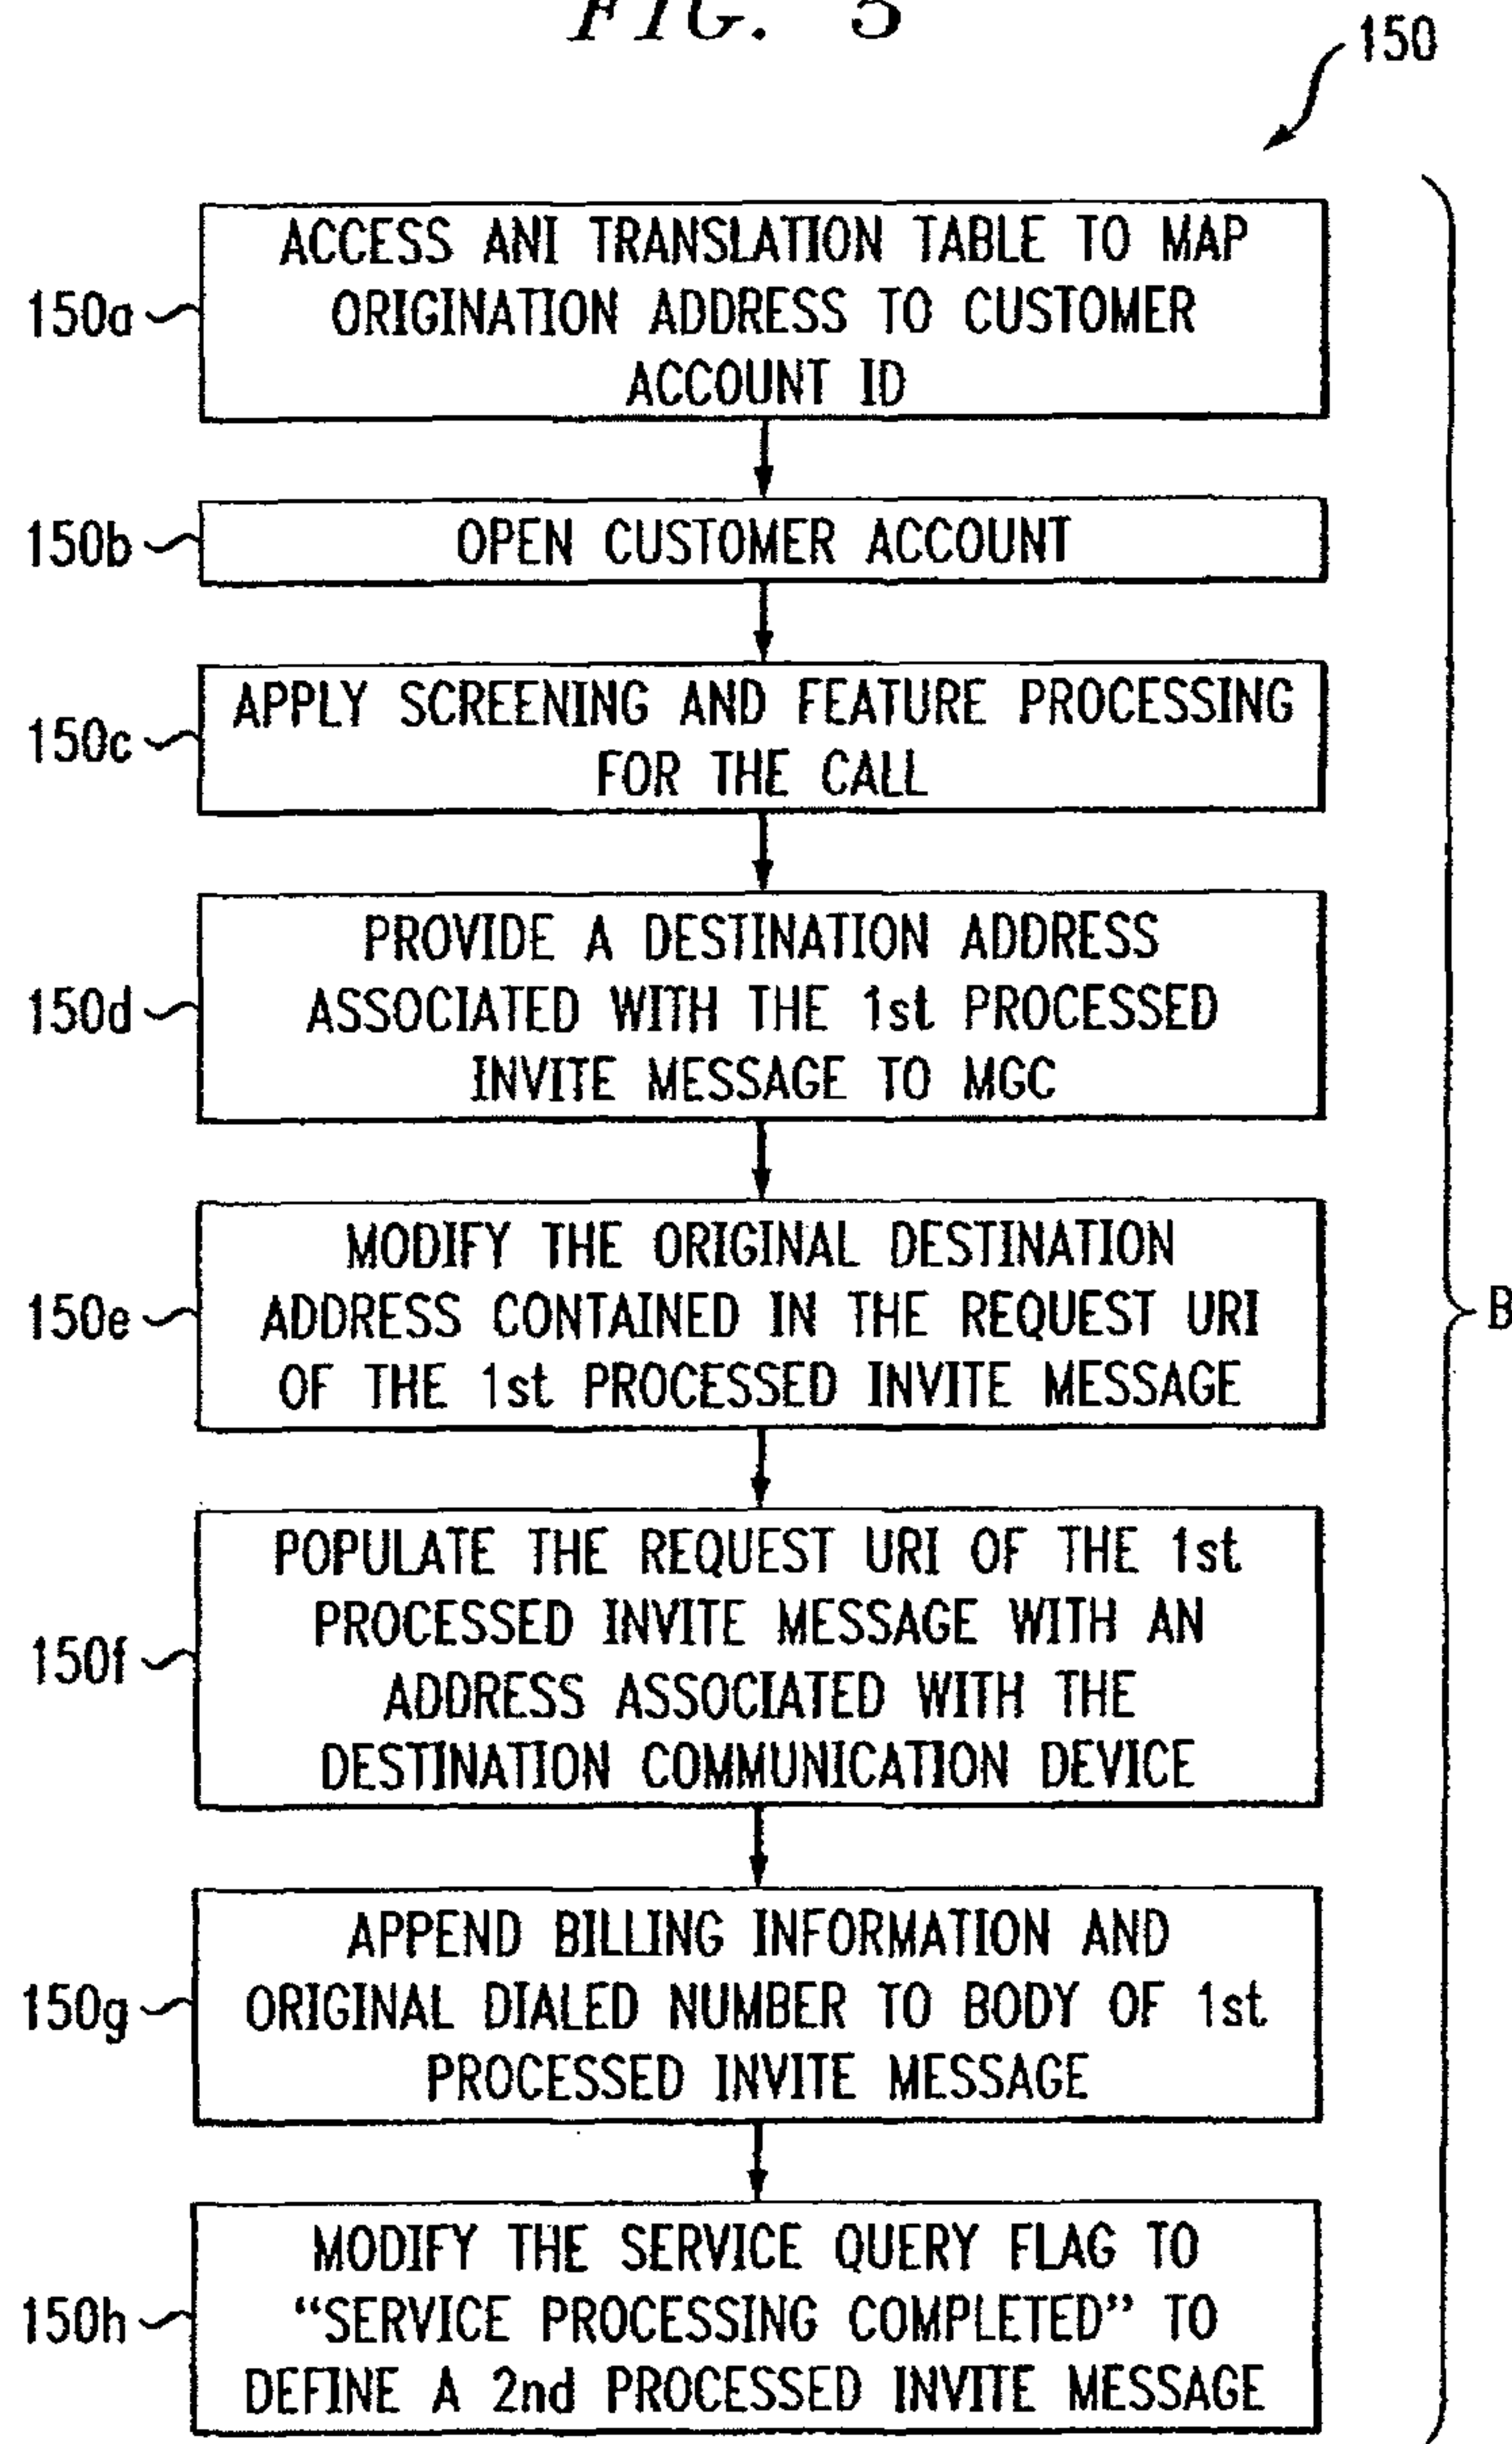 FIG. 5
150
150a
ACCESS ANI TRANSLATION TABLE TO MAP
ORIGINATION ADDRESS TO CUSTOMER
ACCOUNT ID
150b
OPEN CUSTOMER ACCOUNT
150c
APPLY SCREENING AND FEATURE PROCESSING
FOR THE CALL
150d
PROVIDE A DESTINATION ADDRESS
ASSOCIATED WITH THE 1st PROCESSED
INVITE MESSAGE TO MGC
150e
MODIFY THE ORIGINAL DESTINATION
ADDRESS CONTAINED IN THE REQUEST URI
OF THE 1st PROCESSED INVITE MESSAGE
B
150f
POPULATE THE REQUEST URI OF THE 1st
PROCESSED INVITE MESSAGE WITH AN
ADDRESS ASSOCIATED WITH THE
DESTINATION COMMUNICATION DEVICE
150g
APPEND BILLING INFORMATION AND
ORIGINAL DIALED NUMBER TO BODY OF 1st
PROCESSED INVITE MESSAGE
150h
MODIFY THE SERVICE QUERY FLAG TO
“SERVICE PROCESSING COMPLETED” TO
DEFINE A 2nd PROCESSED INVITE MESSAGE